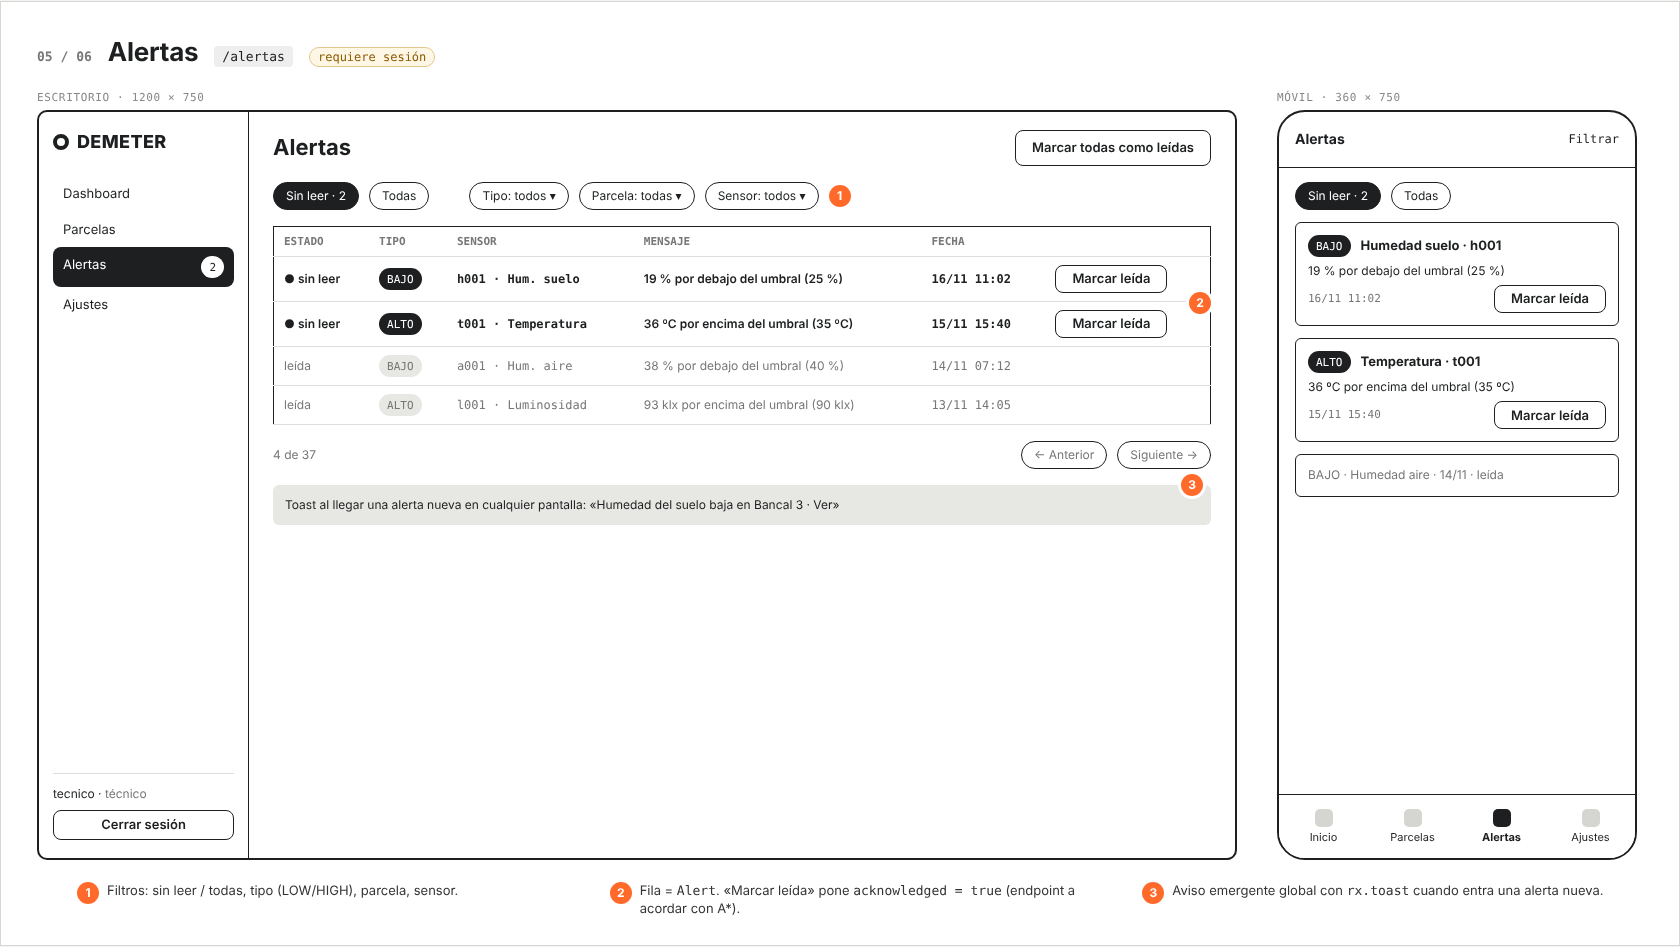 05 / 06 Alertas /alertas requiere sesión
ESCRITORIO · 1200 × 750
DEMETER
Dashboard
Parcelas
Alertas 2
Ajustes
tecnico · técnico
Cerrar sesión
Alertas
Marcar todas como leídas
Sin leer · 2 Todas Tipo: todos ▾ Parcela: todas ▾ Sensor: todos ▾ 1
ESTADO TIPO SENSOR MENSAJE FECHA
● sin leer BAJO h001 · Hum. suelo 19 % por debajo del umbral (25 %) 16/11 11:02 Marcar leída
2
● sin leer ALTO t001 · Temperatura 36 ºC por encima del umbral (35 ºC) 15/11 15:40 Marcar leída
leída BAJO a001 · Hum. aire 38 % por debajo del umbral (40 %) 14/11 07:12
leída ALTO l001 · Luminosidad 93 klx por encima del umbral (90 klx) 13/11 14:05
4 de 37 ← Anterior Siguiente →
3
Toast al llegar una alerta nueva en cualquier pantalla: «Humedad del suelo baja en Bancal 3 · Ver»
MÓVIL · 360 × 750
Alertas Filtrar
Sin leer · 2 Todas
BAJO Humedad suelo · h001
19 % por debajo del umbral (25 %)
16/11 11:02 Marcar leída
ALTO Temperatura · t001
36 ºC por encima del umbral (35 ºC)
15/11 15:40 Marcar leída
BAJO · Humedad aire · 14/11 · leída
Inicio Parcelas Alertas Ajustes
1 Filtros: sin leer / todas, tipo (LOW/HIGH), parcela, sensor.
2 Fila = Alert. «Marcar leída» pone acknowledged = true (endpoint a
acordar con A*).
3 Aviso emergente global con rx.toast cuando entra una alerta nueva.